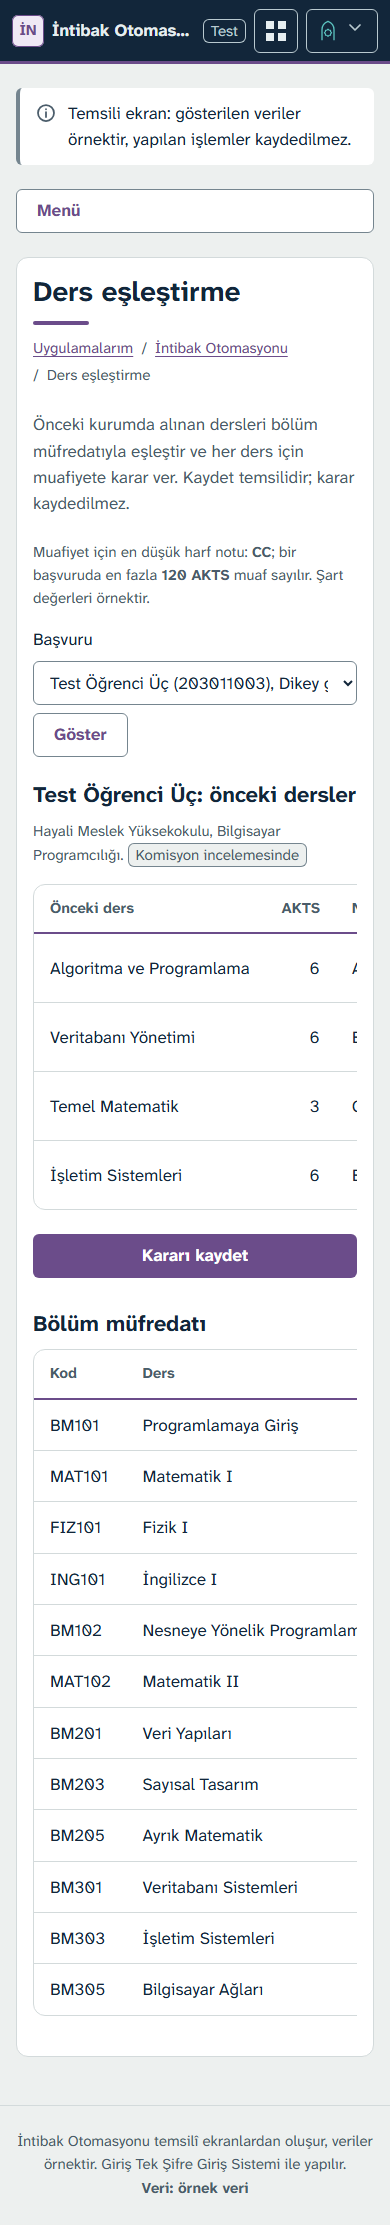 İN İntibak Otomas... Test
Temsili ekran: gösterilen veriler
örnektir, yapılan işlemler kaydedilmez.
Menü
Ders eşleştirme
Uygulamalarım / İntibak Otomasyonu
/ Ders eşleştirme
Önceki kurumda alınan dersleri bölüm
müfredatıyla eşleştir ve her ders için
muafiyete karar ver. Kaydet temsilidir; karar
kaydedilmez.
Muafiyet için en düşük harf notu: CC; bir
başvuruda en fazla 120 AKTS muaf sayılır. Şart
değerleri örnektir.
Başvuru
Test Öğrenci Üç (203011003), Dikey
Göster
Test Öğrenci Üç: önceki dersler
Hayali Meslek Yüksekokulu, Bilgisayar
Programcılığı. Komisyon incelemesinde
Önceki ders AKTS
Algoritma ve Programlama 6
Veritabanı Yönetimi 6
Temel Matematik 3
İşletim Sistemleri 6
Kararı kaydet
Bölüm müfredatı
Kod Ders
BM101 Programlamaya Giriş
MAT101 Matematik I
FIZ101 Fizik I
ING101 İngilizce I
BM102 Nesneye Yönelik Programlam
MAT102 Matematik II
BM201 Veri Yapıları
BM203 Sayısal Tasarım
BM205 Ayrık Matematik
BM301 Veritabanı Sistemleri
BM303 İşletim Sistemleri
BM305 Bilgisayar Ağları
İntibak Otomasyonu temsilî ekranlardan oluşur, veriler
örnektir. Giriş Tek Şifre Giriş Sistemi ile yapılır.
Veri: örnek veri